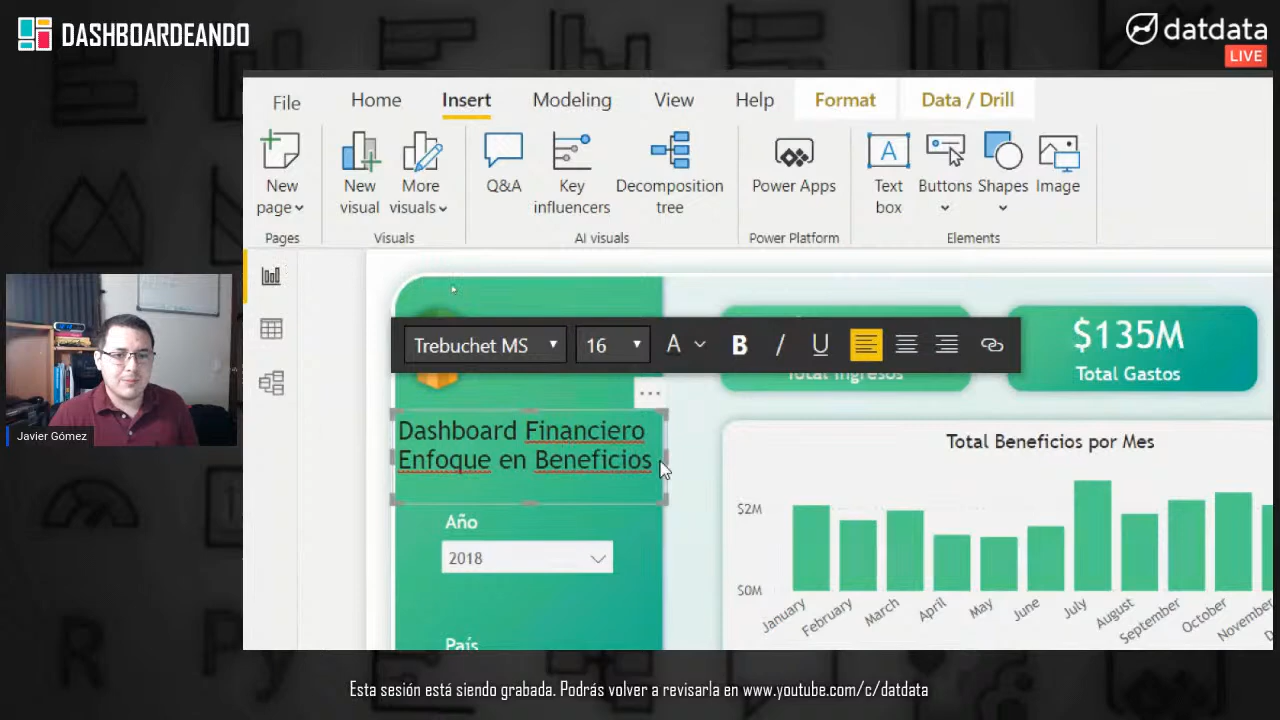 DASHBOARDEANDO
datdata
LIVE
File Home Insert Modeling View Help Format Data / Drill
New page
New visual
More visuals
Q&A
Key influencers
Decomposition tree
Power Apps
Text box
Buttons
Shapes
Image
Pages
Visuals
AI visuals
Power Platform
Elements
Trebuchet MS 16 A B / U
Total Ingresos
$135M
Total Gastos
Dashboard Financiero
Enfoque en Beneficios
Año
2018
País
Total Beneficios por Mes
$2M
$0M
January February March April May June July August September October November
Javier Gómez
Esta sesión está siendo grabada. Podrás volver a revisarla en www.youtube.com/c/datdata